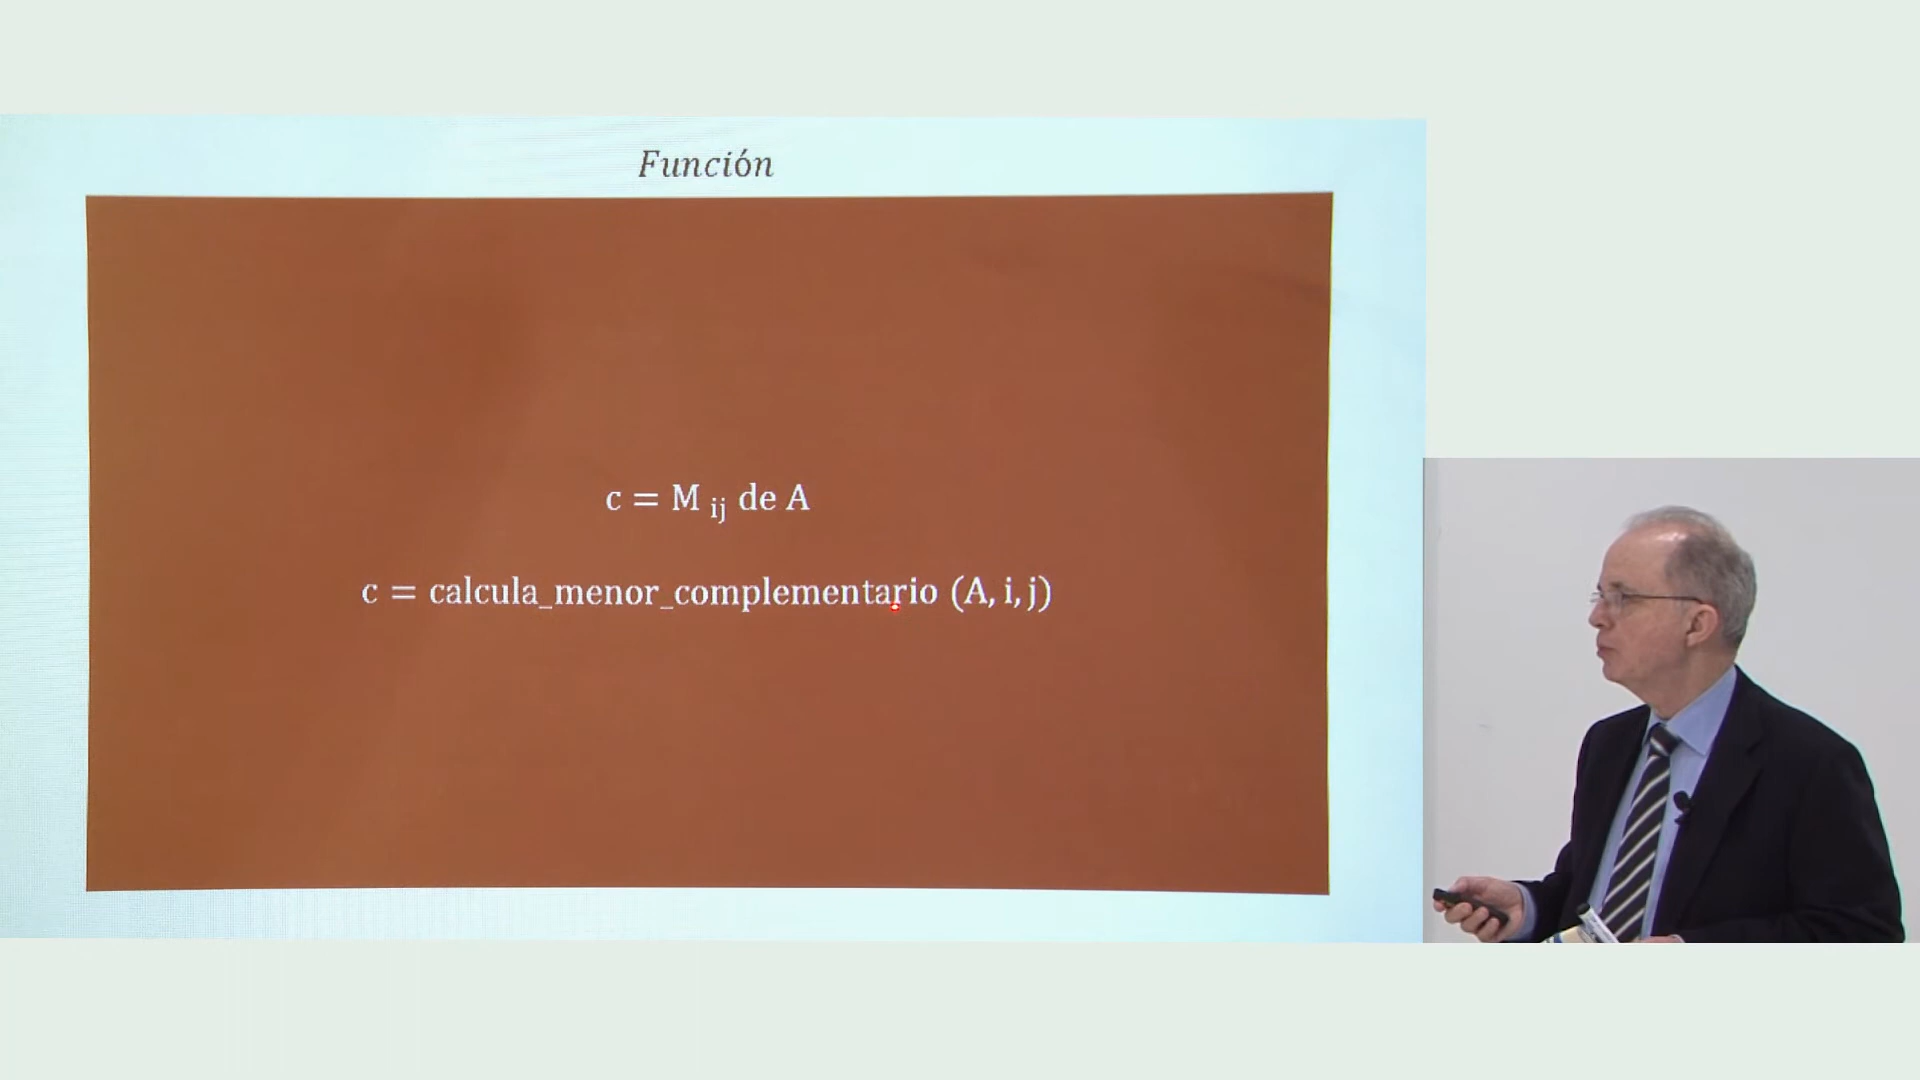 Función
c = M ij de A
c = calcula_menor_complementario (A, i, j)